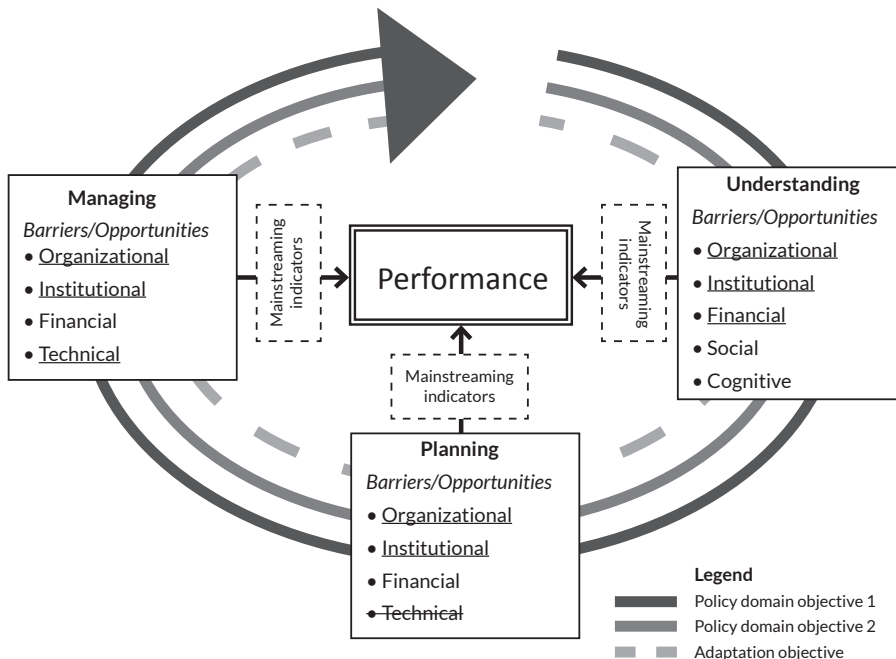 Managing
Barriers/Opportunities
• Organizational
• Institutional
• Financial
• Technical
Mainstreaming
indicators
Performance
Mainstreaming
indicators
Understanding
Barriers/Opportunities
• Organizational
• Institutional
• Financial
• Social
• Cognitive
Mainstreaming
indicators
Planning
Barriers/Opportunities
• Organizational
• Institutional
• Financial
• Technical
Legend
Policy domain objective 1
Policy domain objective 2
Adaptation objective